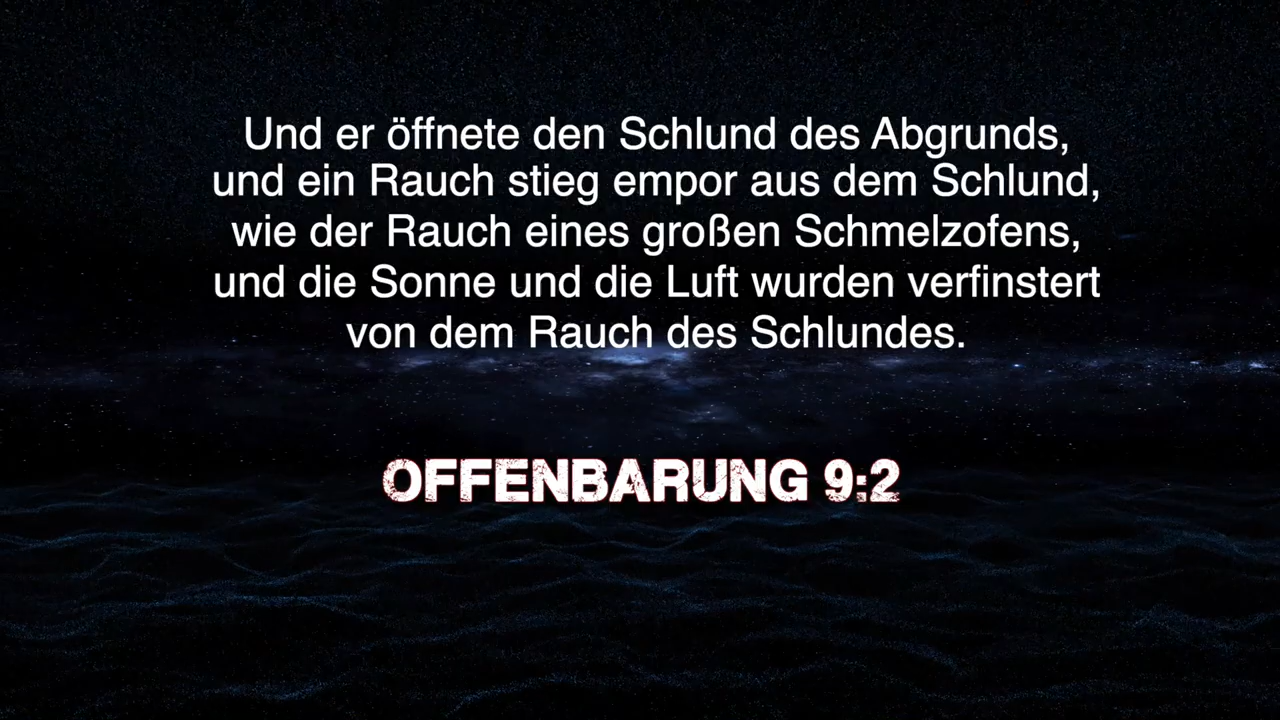 Und er öffnete den Schlund des Abgrunds,
und ein Rauch stieg empor aus dem Schlund,
wie der Rauch eines großen Schmelzofens,
und die Sonne und die Luft wurden verfinstert
von dem Rauch des Schlundes.
OFFENBARUNG 9:2